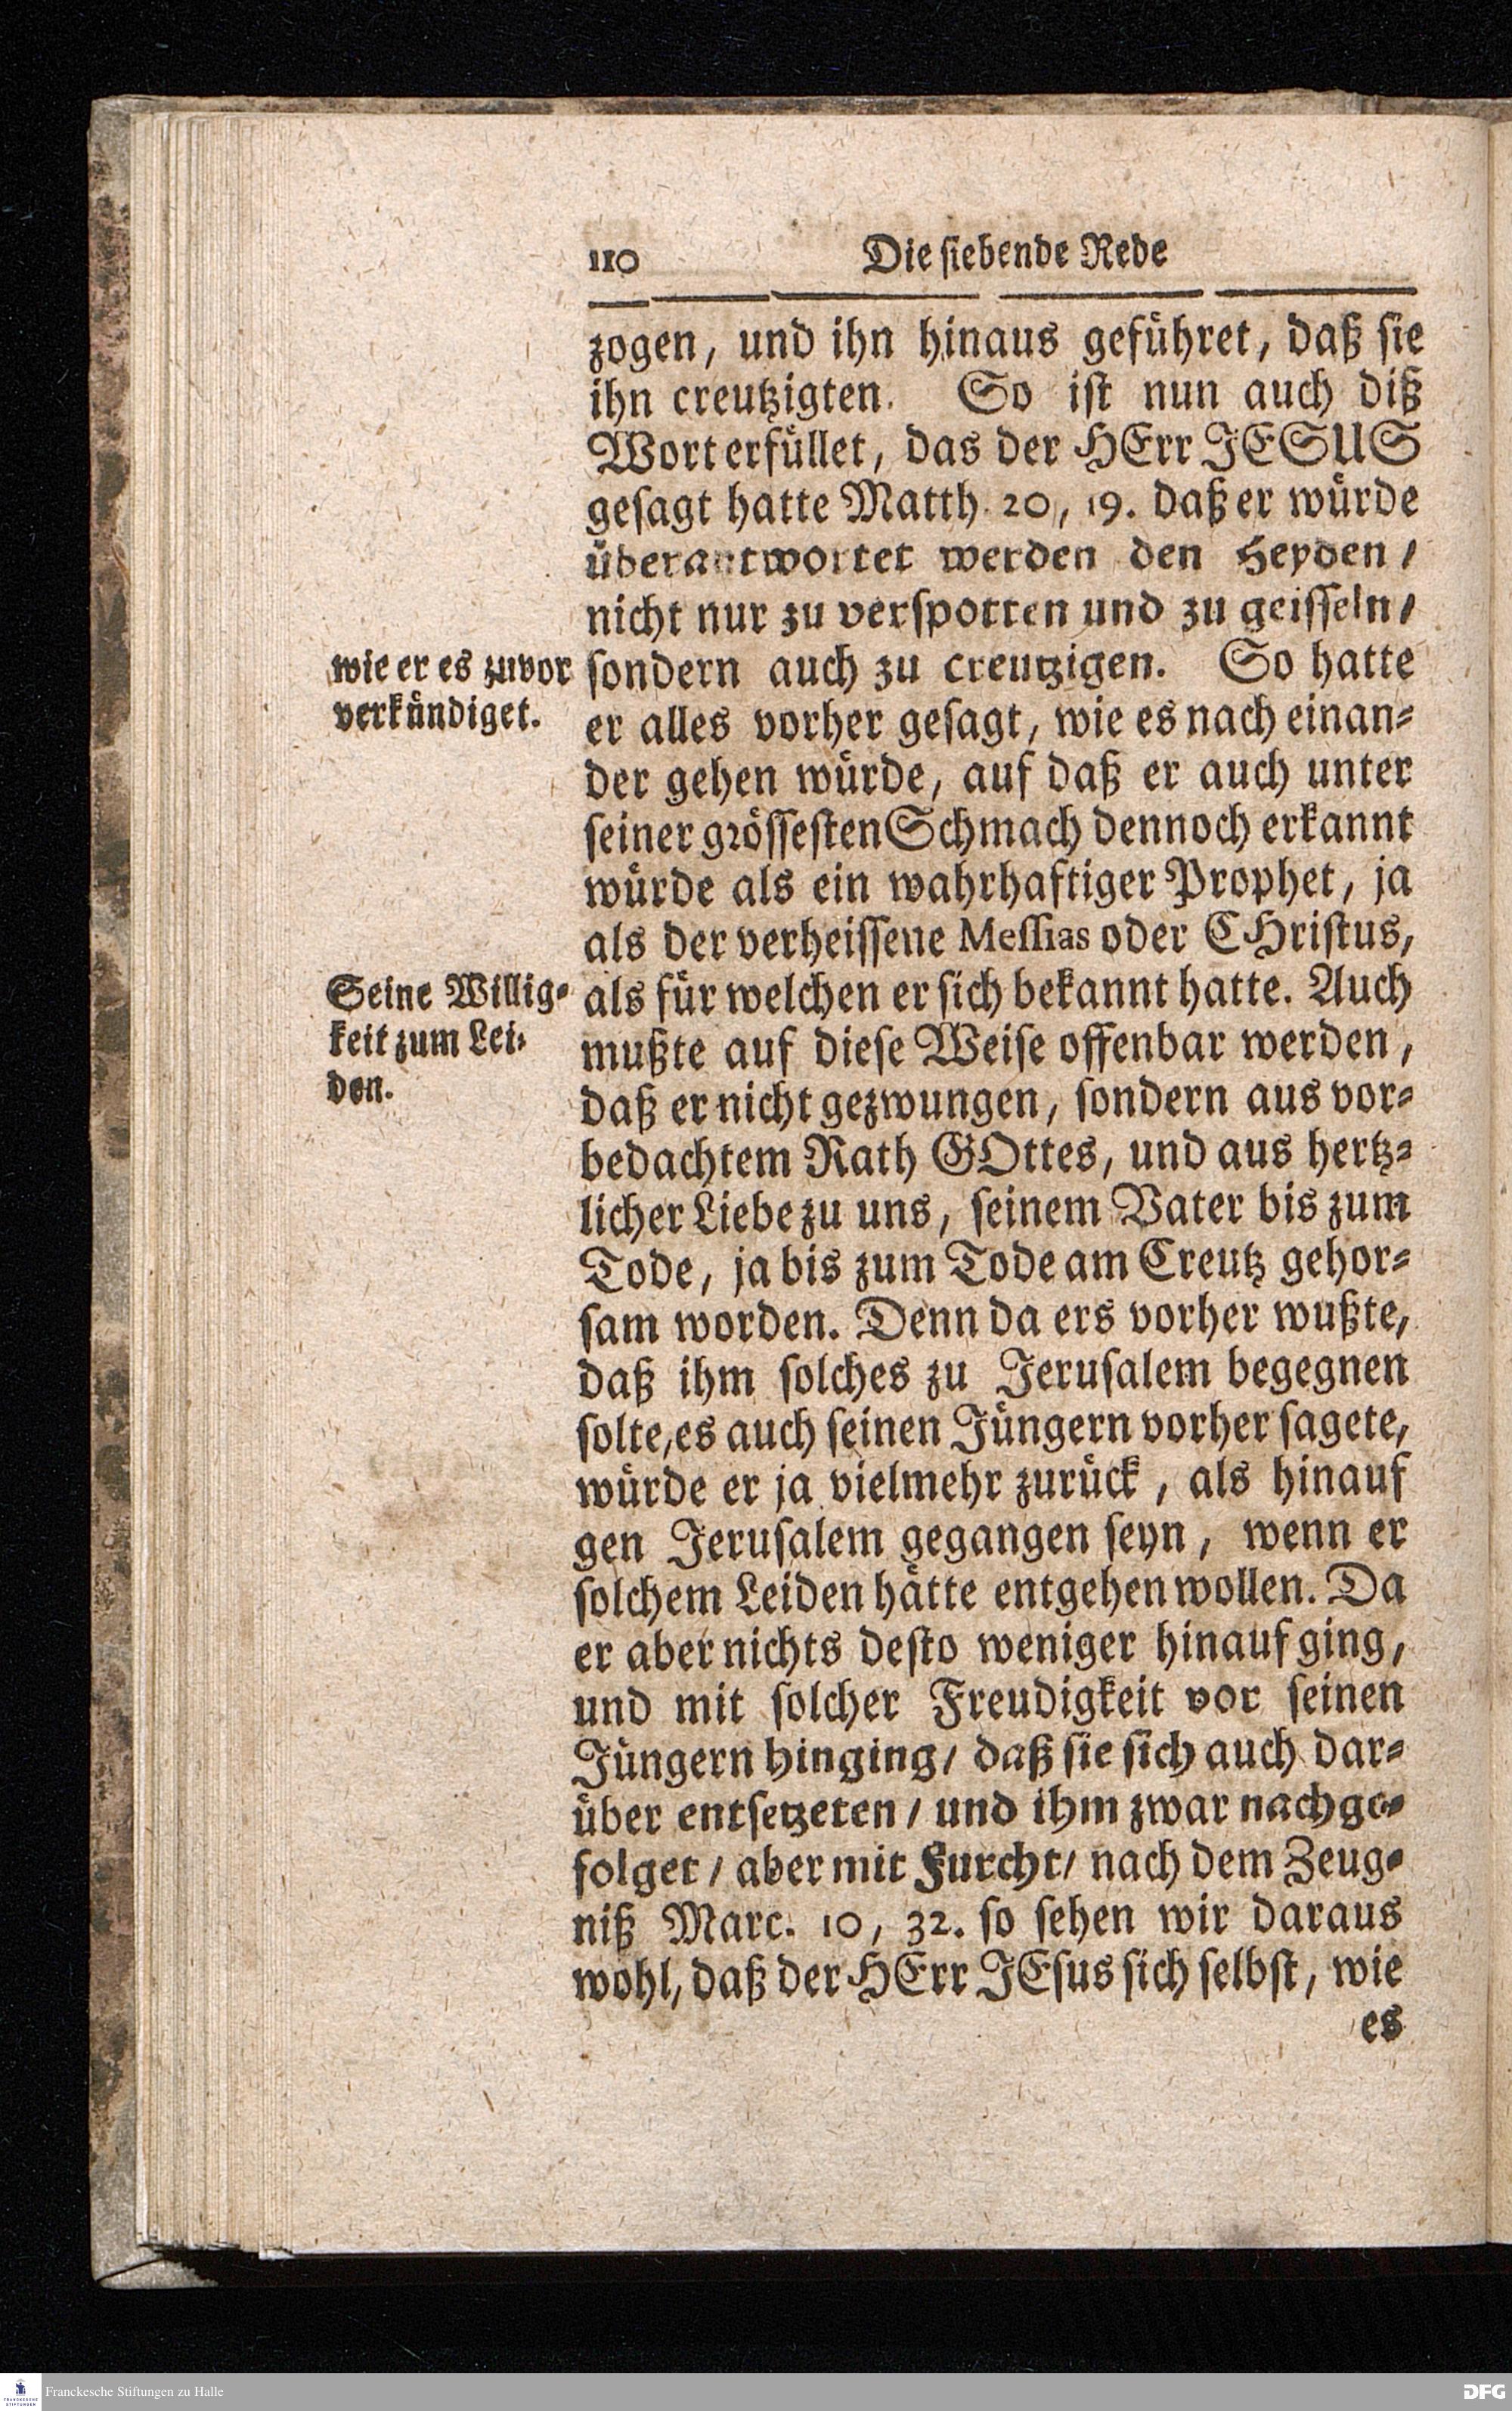 110 Die siebende Rede
zogen, und ihn hinaus geführet, daß sie
ihn creutzigten. So ist nun auch diß
Wort erfüllet, das der HErr JESUS
gesagt hatte Matth. 20, 19. daß er würde
überantwortet werden den Heyden /
nicht nur zu verspotten und zu geisseln /
wie er es zuvor
verkündiget.
sondern auch zu creutzigen. So hatte
er alles vorher gesagt, wie es nach einan-
der gehen würde, auf daß er auch unter
seiner grössesten Schmach dennoch erkannt
würde als ein wahrhaftiger Prophet, ja
als der verheissene Messias oder CHristus,
Seine Willig-
keit zum Lei-
den.
als für welchen er sich bekannt hatte. Auch
mußte auf diese Weise offenbar werden,
daß er nicht gezwungen, sondern aus vor-
bedachtem Rath GOttes, und aus hertz-
licher Liebe zu uns, seinem Vater bis zum
Tode, ja bis zum Tode am Creutz gehor-
sam worden. Denn da ers vorher wußte,
daß ihm solches zu Jerusalem begegnen
solte, es auch seinen Jüngern vorher sagete,
würde er ja vielmehr zurück, als hinauf
gen Jerusalem gegangen seyn, wenn er
solchem Leiden hätte entgehen wollen. Da
er aber nichts desto weniger hinauf ging,
und mit solcher Freudigkeit vor seinen
Jüngern hinging / daß sie sich auch dar-
über entsetzeten / und ihm zwar nachge-
folget / aber mit Furcht / nach dem Zeug-
niß Marc. 10, 32. so sehen wir daraus
wohl, daß der HErr JEsus sich selbst, wie
es
Franckesche Stiftungen zu Halle
DFG